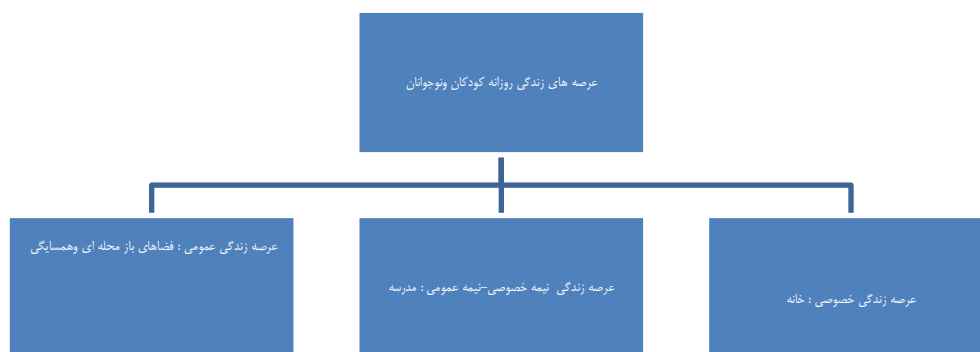 عرصه های زندگی روزانه کودکان ونوجوانان
عرصه زندگی خصوصی : خانه
عرصه زندگی نیمه خصوصی-نیمه عمومی : مدرسه
عرصه زندگی عمومی : فضاهای باز محله ای وهمسایگی